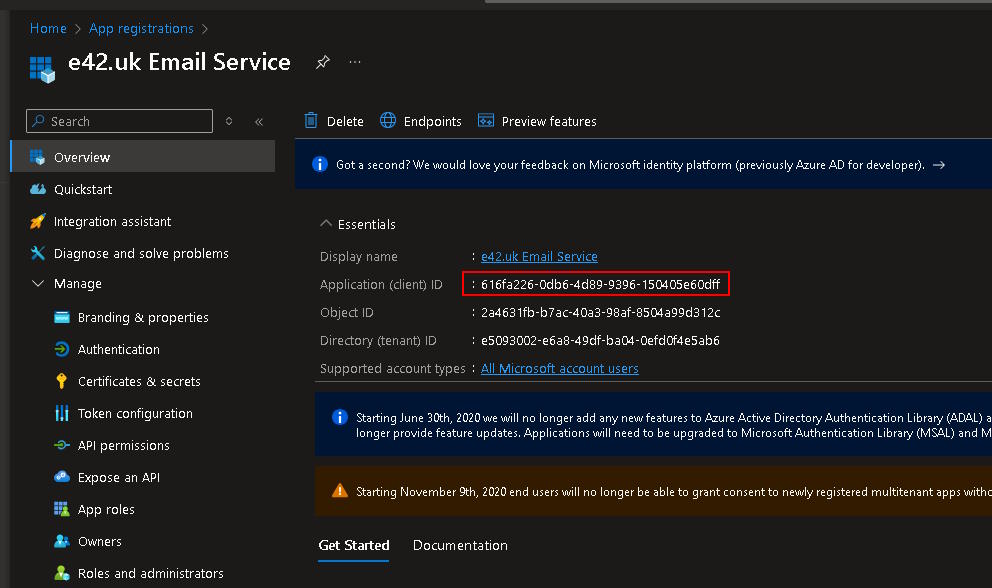 Home > App registrations >
e42.uk Email Service ...
Search
Delete Endpoints Preview features
Overview
Quickstart
Integration assistant
Diagnose and solve problems
Manage
Branding & properties
Authentication
Certificates & secrets
Token configuration
API permissions
Expose an API
App roles
Owners
Roles and administrators
Got a second? We would love your feedback on Microsoft identity platform (previously Azure AD for developer). →
Essentials
Display name : e42.uk Email Service
Application (client) ID : 616fa226-0db6-4d89-9396-150405e60dff
Object ID : 2a4631fb-b7ac-40a3-98af-8504a99d312c
Directory (tenant) ID : e5093002-e6a8-49df-ba04-0efd0f4e5ab6
Supported account types : All Microsoft account users
Starting June 30th, 2020 we will no longer add any new features to Azure Active Directory Authentication Library (ADAL) a
longer provide feature updates. Applications will need to be upgraded to Microsoft Authentication Library (MSAL) and M
Starting November 9th, 2020 end users will no longer be able to grant consent to newly registered multitenant apps witho
Get Started Documentation